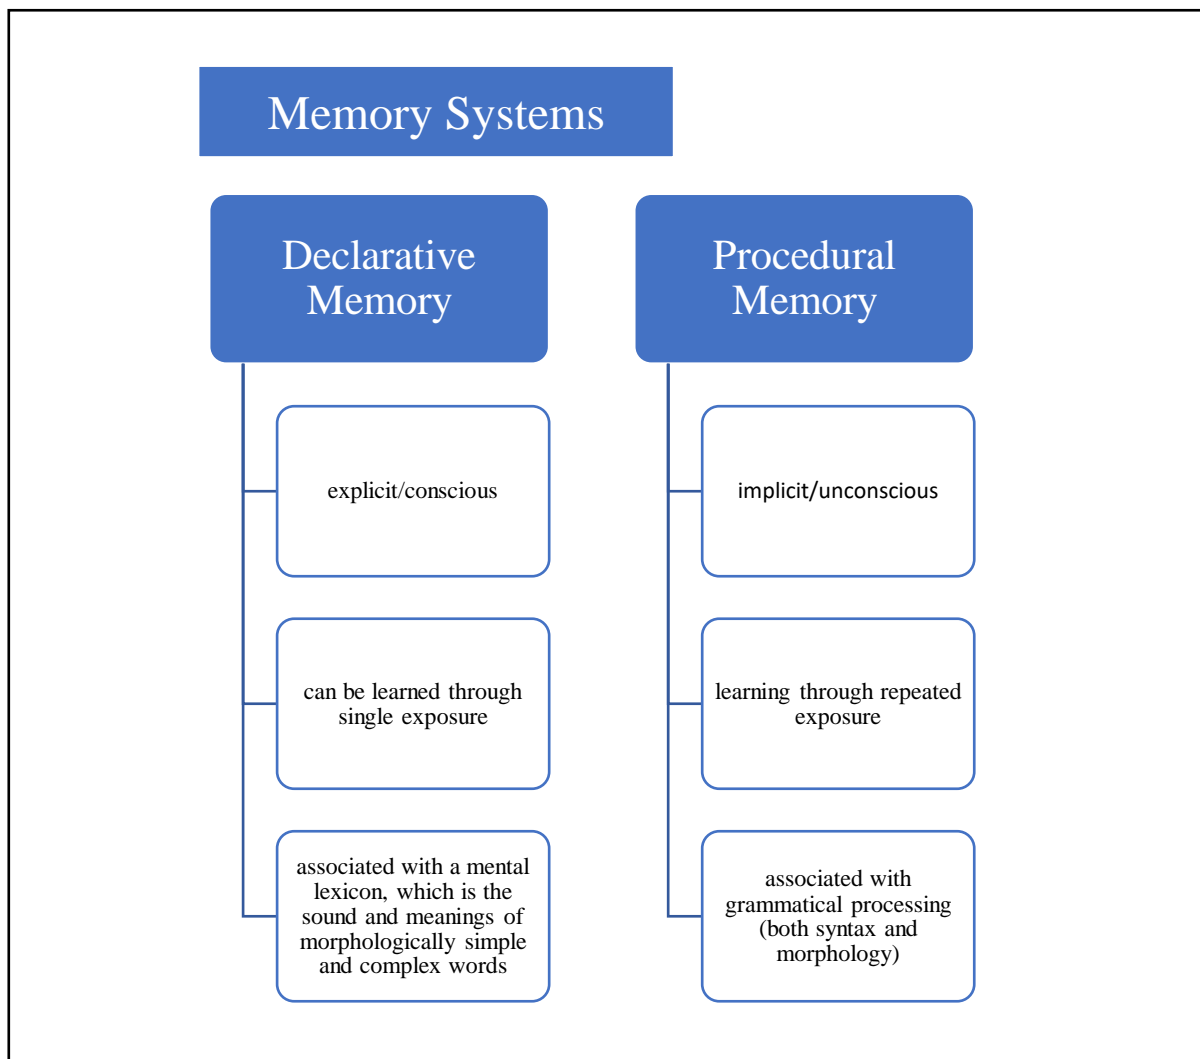 Memory Systems
Declarative
Memory
explicit/conscious
can be learned through
single exposure
associated with a mental
lexicon, which is the
sound and meanings of
morphologically simple
and complex words
Procedural
Memory
implicit/unconscious
learning through repeated
exposure
associated with
grammatical processing
(both syntax and
morphology)